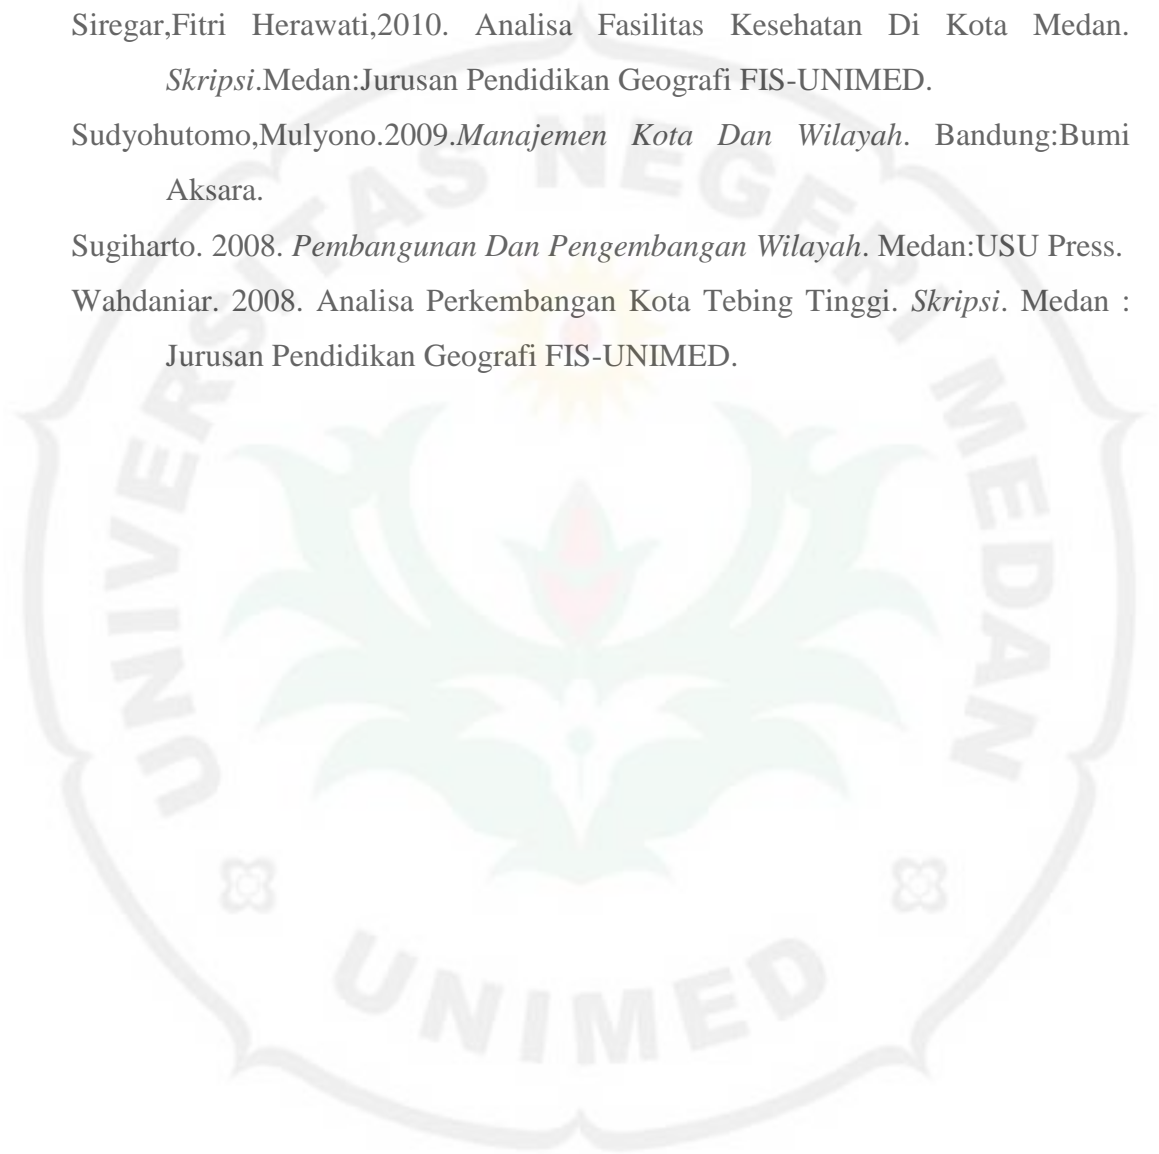 Siregar,Fitri Herawati,2010. Analisa Fasilitas Kesehatan Di Kota Medan.
Skripsi.Medan:Jurusan Pendidikan Geografi FIS-UNIMED.
Sudyohutomo,Mulyono.2009.Manajemen Kota Dan Wilayah. Bandung:Bumi
Aksara.
Sugiharto. 2008. Pembangunan Dan Pengembangan Wilayah. Medan:USU Press.
Wahdaniar. 2008. Analisa Perkembangan Kota Tebing Tinggi. Skripsi. Medan :
Jurusan Pendidikan Geografi FIS-UNIMED.
UNIVERSITAS NEGERI MEDAN
UNIMED